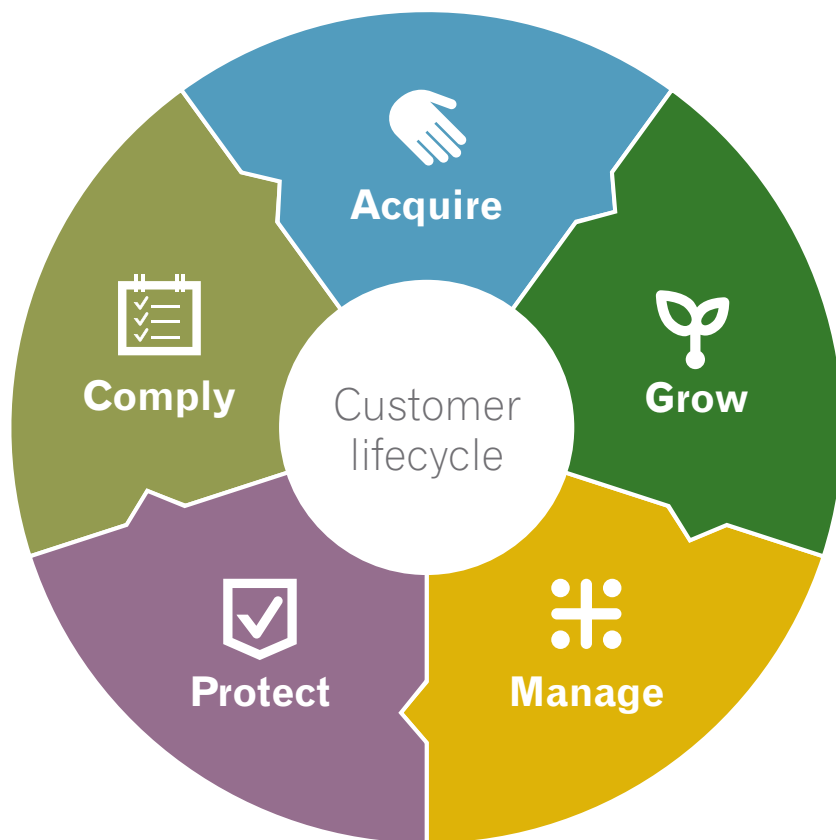 Acquire
Grow
Manage
Protect
Comply
Customer
lifecycle